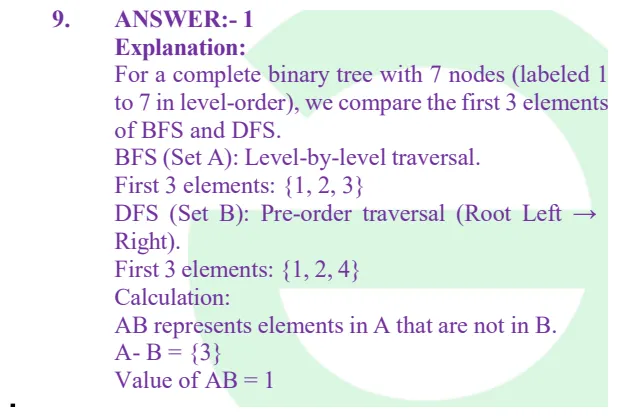 9. ANSWER:- 1
Explanation:
For a complete binary tree with 7 nodes (labeled 1
to 7 in level-order), we compare the first 3 elements
of BFS and DFS.
BFS (Set A): Level-by-level traversal.
First 3 elements: {1, 2, 3}
DFS (Set B): Pre-order traversal (Root Left →
Right).
First 3 elements: {1, 2, 4}
Calculation:
AB represents elements in A that are not in B.
A- B = {3}
Value of AB = 1